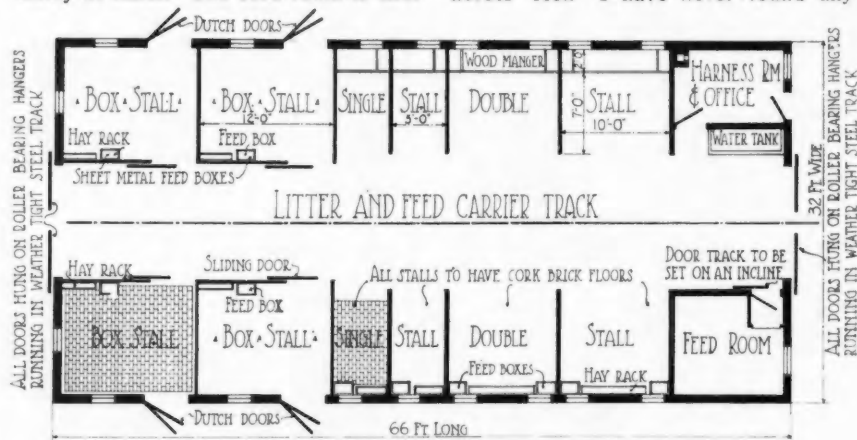 DUTCH DOORS
BOX STALL
BOX STALL
12'-0"
SINGLE
STALL
5'-0"
WOOD MANGER
DOUBLE
2'-0"
7'-0"
STALL
10'-0"
HARNESS RM
& OFFICE
WATER TANK
HAY RACK
FEED BOX
SHEET METAL FEED BOXES
ALL DOORS HUNG ON ROLLER BEARING HANGERS
RUNNING IN WEATHER TIGHT STEEL TRACK
LITTER AND FEED CARRIER TRACK
32 FT WIDE
ALL DOORS HUNG ON ROLLER BEARING HANGERS
RUNNING IN WEATHER TIGHT STEEL TRACK
HAY RACK
SLIDING DOOR
FEED BOX
ALL STALLS TO HAVE CORK BRICK FLOORS
DOOR TRACK TO BE
SET ON AN INCLINE
BOX STALL
BOX STALL
SINGLE
STALL
DOUBLE
STALL
FEED ROOM
FEED BOXES
HAY RACK
DUTCH DOORS
66 FT LONG